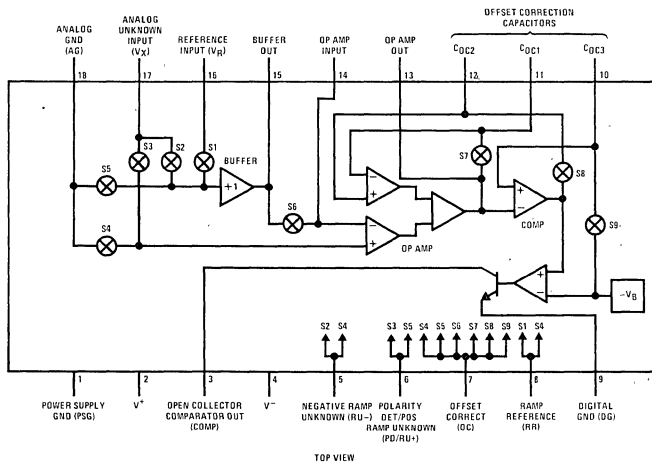 ANALOG
GND
(AG)
ANALOG
UNKNOWN
INPUT
(VX)
REFERENCE
INPUT (VR)
BUFFER
OUT
OP AMP
INPUT
OP AMP
OUT
OFFSET CORRECTION
CAPACITORS
COC2
COC1
COC3
18
17
16
15
14
13
12
11
10
S3
S2
S1
BUFFER
S5
+1
S4
S6
S7
S8
S9
−
+
−
+
OP AMP
+
−
COMP
+
−
-VB
S2
S4
S3
S5
S4
S5
S6
S7
S8
S9
S1
S4
1
2
3
4
5
6
7
8
9
POWER SUPPLY
GND (PSG)
V+
OPEN COLLECTOR
COMPARATOR OUT
(COMP)
V−
NEGATIVE RAMP
UNKNOWN (RU−)
POLARITY
DET/POS
RAMP UNKNOWN
(PD/RU+)
OFFSET
CORRECT
(OC)
RAMP
REFERENCE
(RR)
DIGITAL
GND (DG)
TOP VIEW